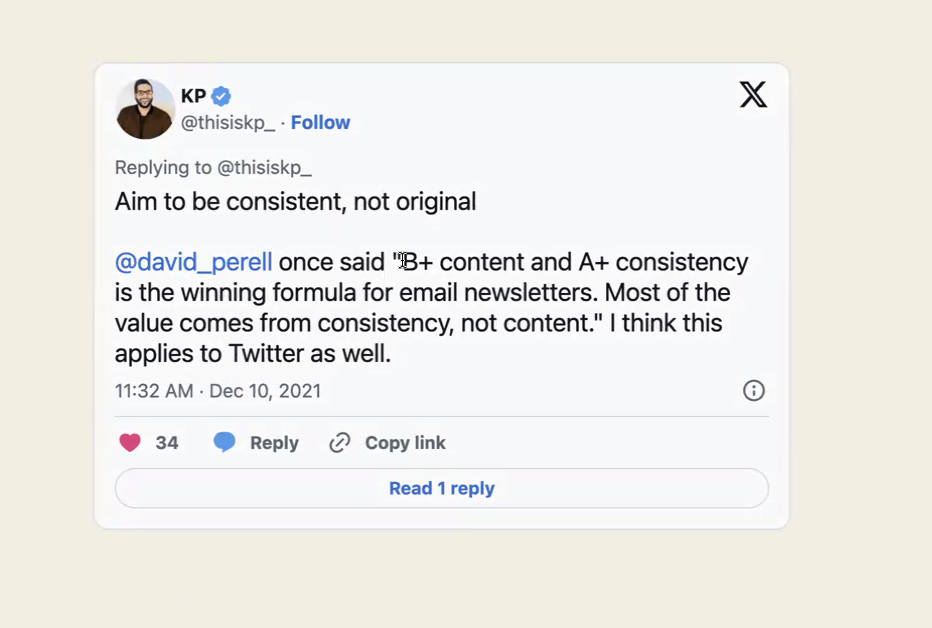 KP
@thisiskp_ · Follow
Replying to @thisiskp_
Aim to be consistent, not original
@david_perell once said "B+ content and A+ consistency
is the winning formula for email newsletters. Most of the
value comes from consistency, not content." I think this
applies to Twitter as well.
11:32 AM · Dec 10, 2021
34 Reply Copy link
Read 1 reply